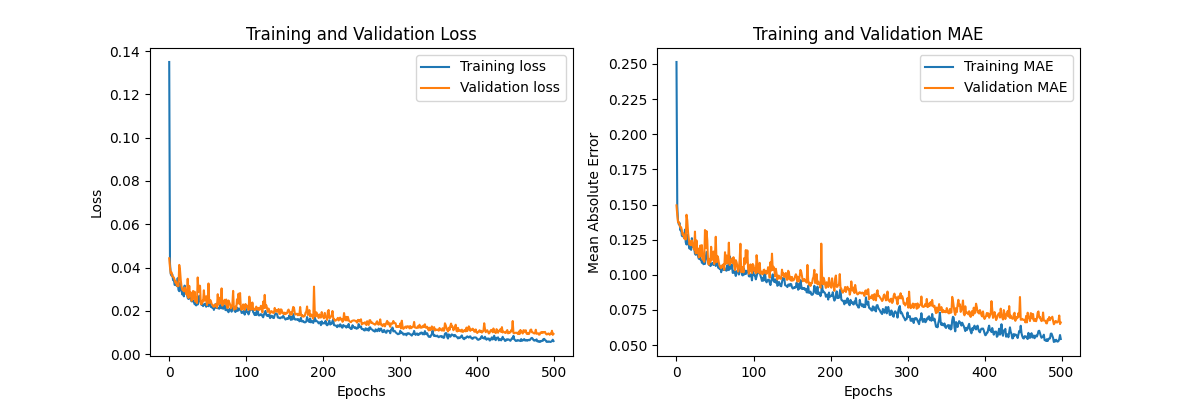 Training and Validation Loss
0.14
0.12
0.10
0.08
0.06
0.04
0.02
0.00
Loss
0
100
200
300
400
500
Epochs
Training loss
Validation loss
Training and Validation MAE
0.250
0.225
0.200
0.175
0.150
0.125
0.100
0.075
0.050
Mean Absolute Error
0
100
200
300
400
500
Epochs
Training MAE
Validation MAE